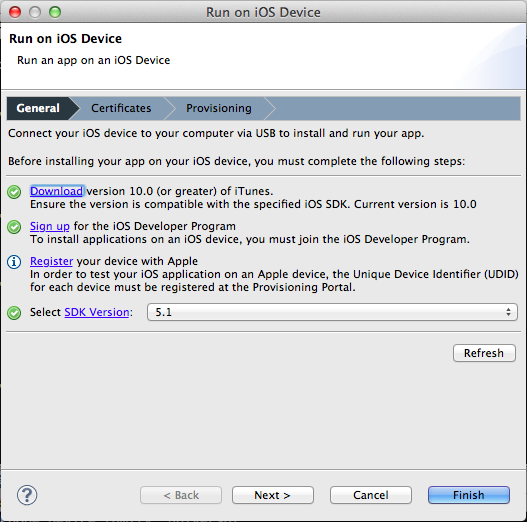 Run on iOS Device
Run on iOS Device
Run an app on an iOS Device
General Certificates Provisioning
Connect your iOS device to your computer via USB to install and run your app.
Before installing your app on your iOS device, you must complete the following steps:
Download version 10.0 (or greater) of iTunes.
Ensure the version is compatible with the specified iOS SDK. Current version is 10.0
Sign up for the iOS Developer Program
To install applications on an iOS device, you must join the iOS Developer Program.
Register your device with Apple
In order to test your iOS application on an Apple device, the Unique Device Identifier (UDID)
for each device must be registered at the Provisioning Portal.
Select SDK Version: 5.1
Refresh
? < Back Next > Cancel Finish